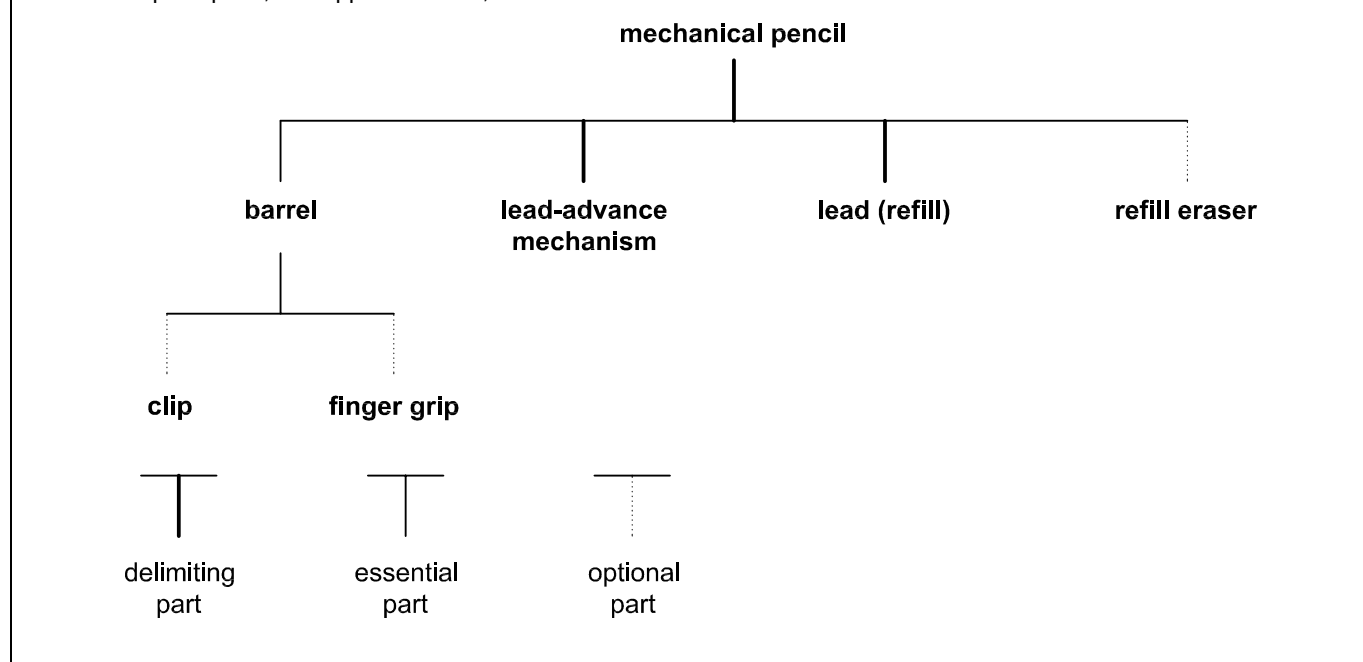 mechanical pencil
barrel
lead-advance
mechanism
lead (refill)
refill eraser
clip
finger grip
delimiting
part
essential
part
optional
part